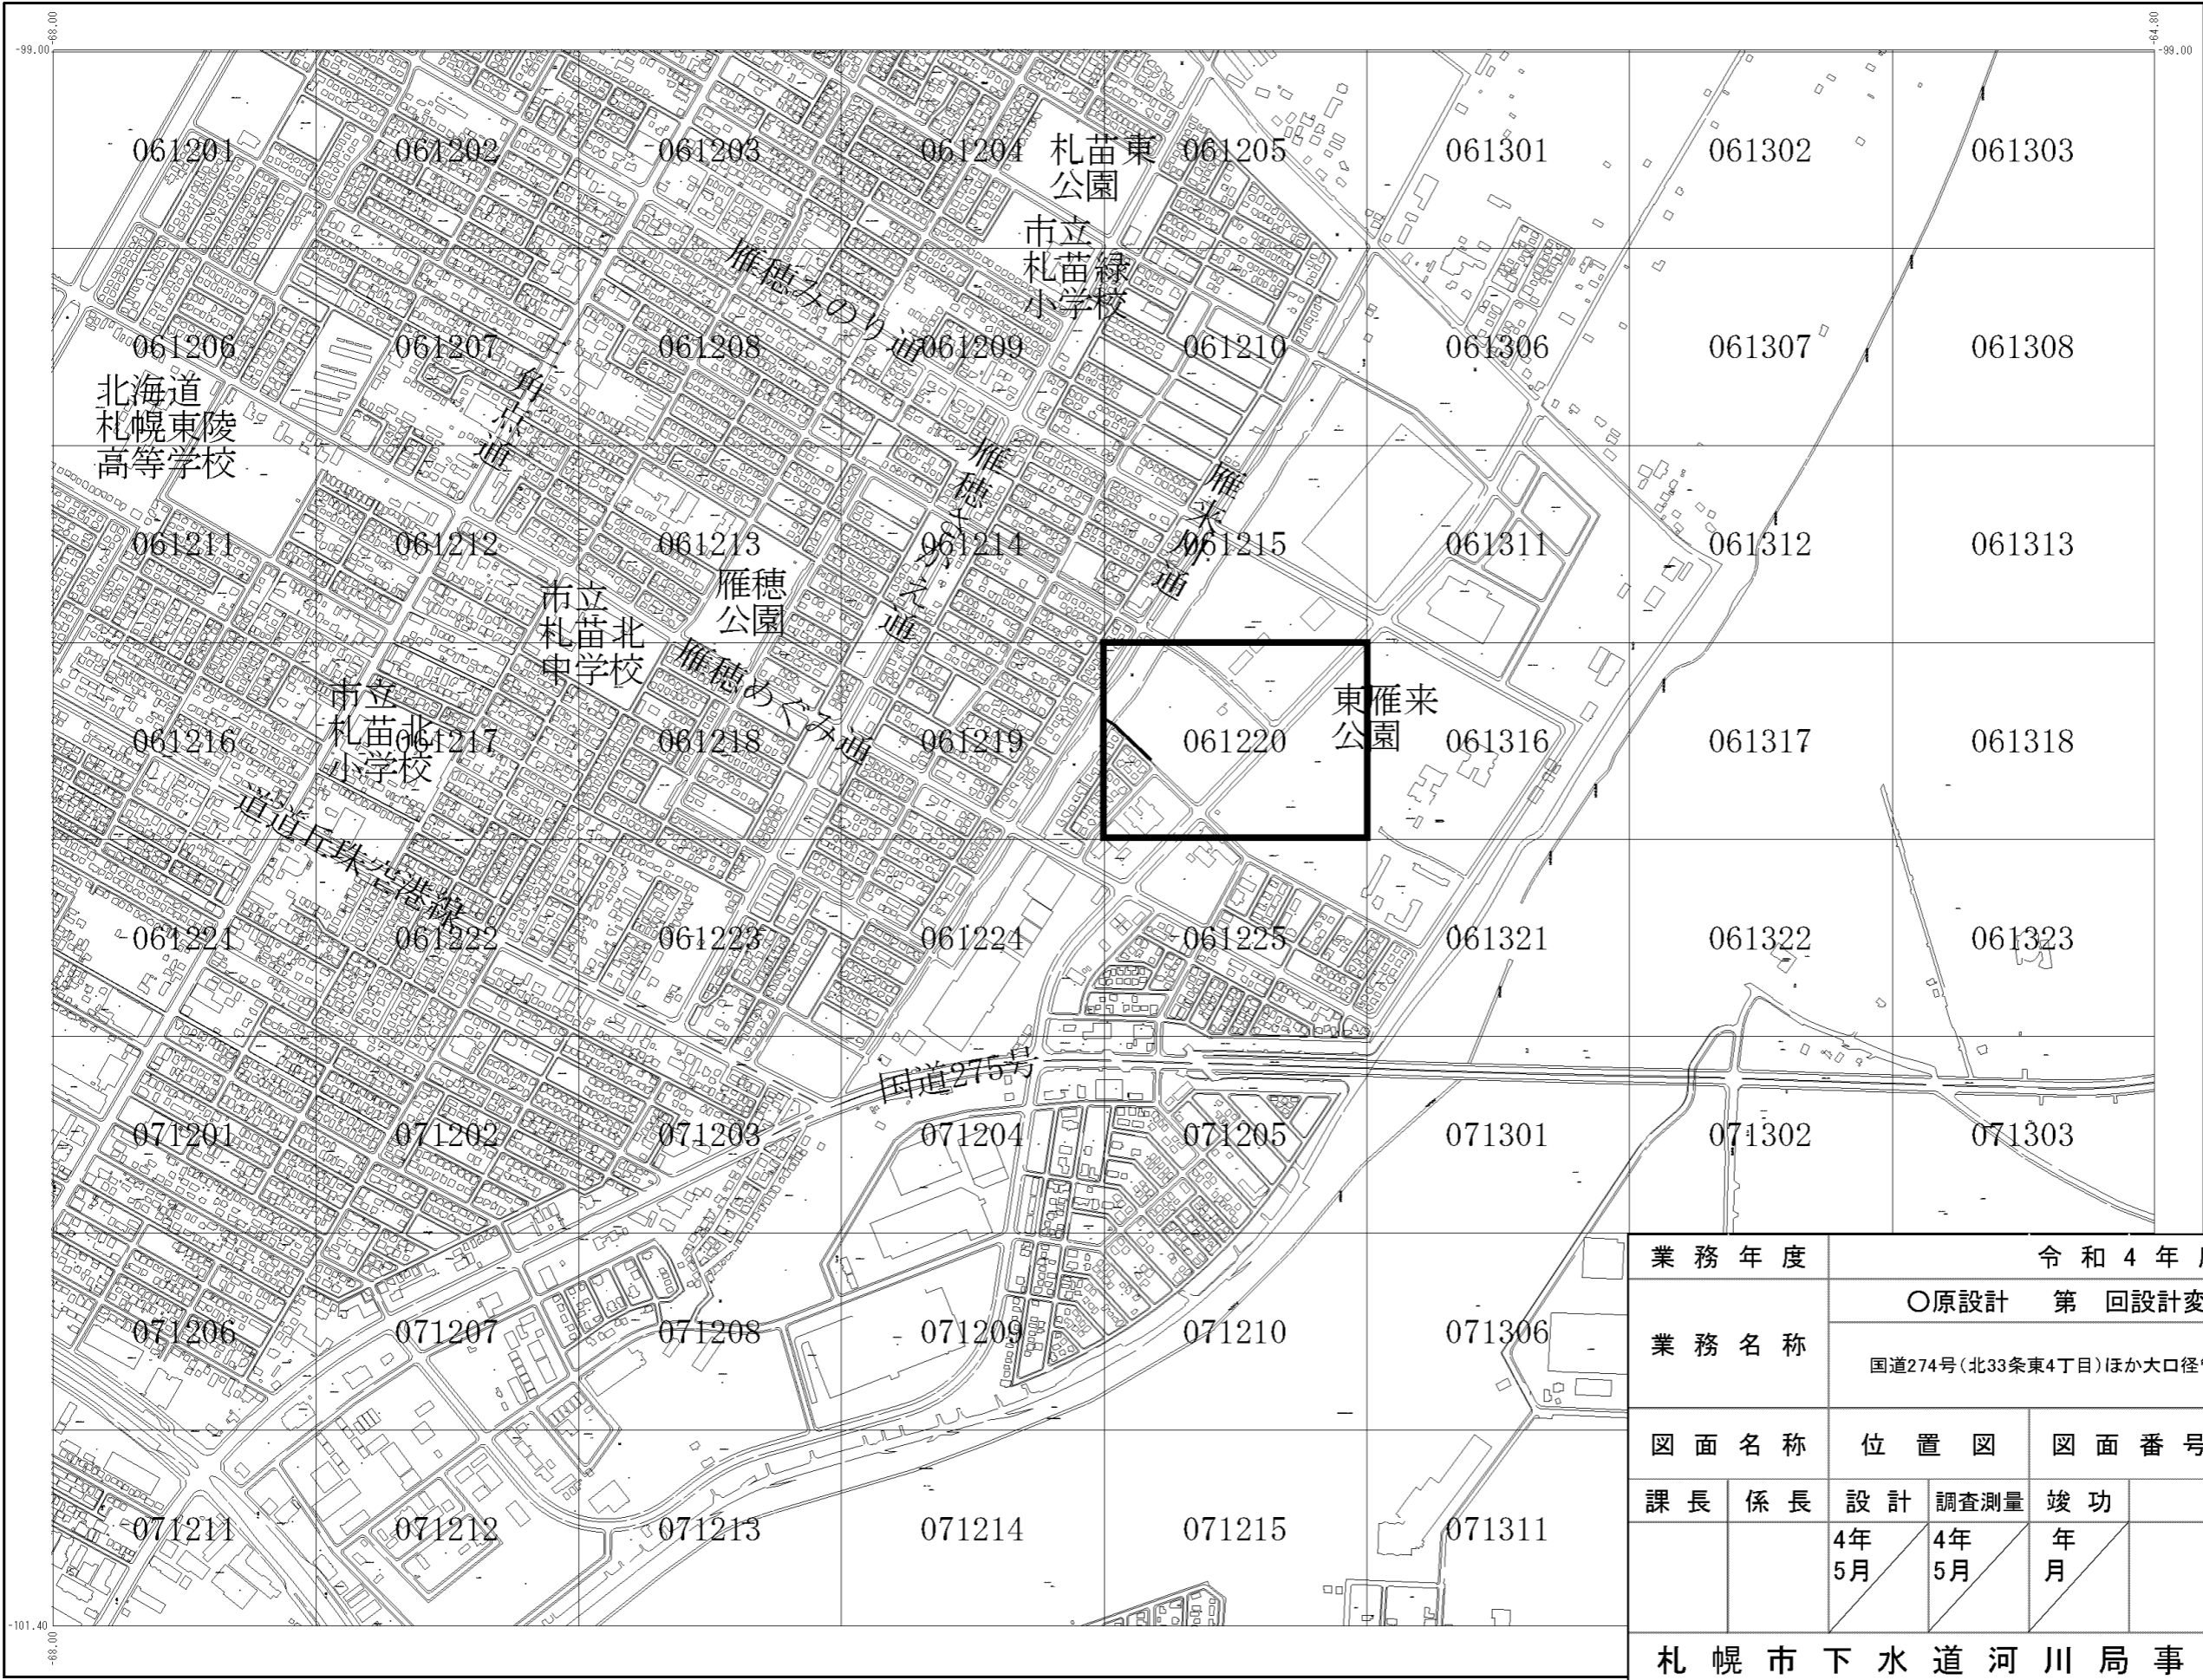 -68.00
-64.80
-99.00
-99.00
061201
061202
061203
061204
札苗東
公園
061205
061301
061302
061303
市立
札苗緑
小学校
雁穂みのり通
061206
061207
061208
061209
061210
061306
061307
061308
北海道
札幌東陵
高等学校
三角点通
雁穂さかえ通
雁来外通
061211
061212
061213
061214
061215
061311
061312
061313
雁穂
公園
市立
札苗北
中学校
雁穂めぐみ通
市立
札苗北
小学校
東雁来
公園
061216
061217
061218
061219
061220
061316
061317
061318
道道丘珠空港線
061221
061222
061223
061224
061225
061321
061322
061323
国道275号
071201
071202
071203
071204
071205
071301
071302
071303
071206
071207
071208
071209
071210
071306
071211
071212
071213
071214
071215
071311
-101.40
-68.00
業務年度
令和4年
〇原設計 第 回設計変
業務名称
国道274号(北33条東4丁目)ほか大口径
図面名称 位置図 図面番号
課長 係長 設計 調査測量 竣功
4年 4年 年
5月 5月 月
札幌市下水道河川局事